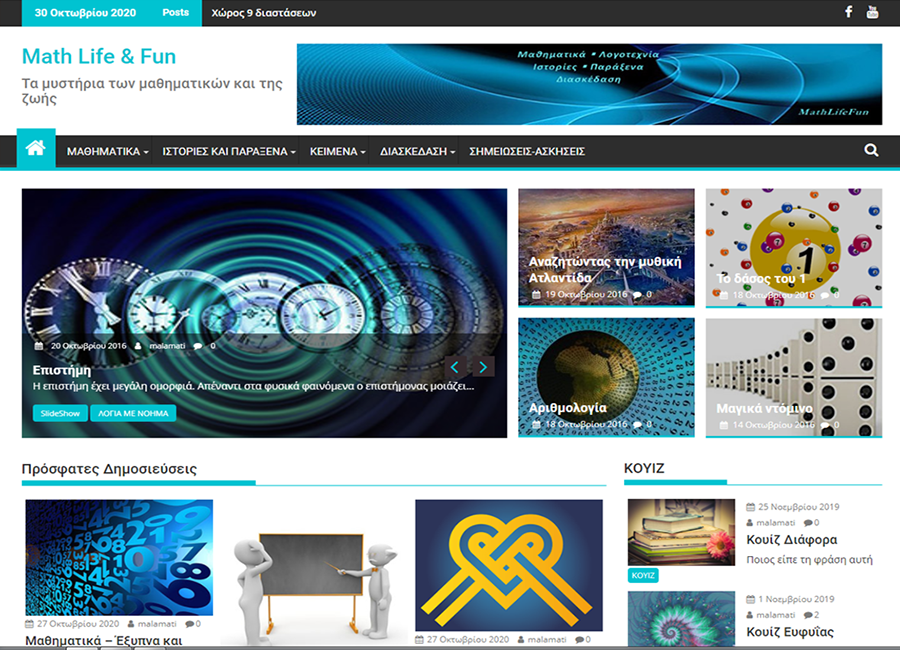 30 Οκτωβρίου 2020 Posts Χώρος 9 διαστάσεων
Math Life & Fun
Τα μυστήρια των μαθηματικών και της
ζωής
Μαθηματικά • Λογοτεχνία
Ιστορίες • Παράξενα
Διασκέδαση
MathLifeFun
ΜΑΘΗΜΑΤΙΚΑ ΙΣΤΟΡΙΕΣ ΚΑΙ ΠΑΡΑΞΕΝΑ ΚΕΙΜΕΝΑ ΔΙΑΣΚΕΔΑΣΗ ΣΗΜΕΙΩΣΕΙΣ-ΑΣΚΗΣΕΙΣ
20 Οκτωβρίου 2016 malamati 0
Επιστήμη
Η επιστήμη έχει μεγάλη ομορφιά. Απέναντι στα φυσικά φαινόμενα ο επιστήμονας μοιάζει...
SlideShow ΛΟΓΙΑ ΜΕ ΝΟΗΜΑ
Αναζητώντας την μυθική
Ατλαντίδα
19 Οκτωβρίου 2016 0
1
Το δάσος του 1
18 Οκτωβρίου 2016 0
Αριθμολογία
18 Οκτωβρίου 2016 0
Μαγικά ντόμινο
14 Οκτωβρίου 2016 0
Πρόσφατες Δημοσιεύσεις
27 Οκτωβρίου 2020 malamati 0
Μαθηματικά – Έξυπνα και
27 Οκτωβρίου 2020 malamati 0
ΚΟΥΙΖ
25 Νοεμβρίου 2019
malamati 0
Κουίζ Διάφορα
Ποιος είπε τη φράση αυτή
ΚΟΥΙΖ
1 Νοεμβρίου 2019
malamati 2
Κουίζ Ευφυΐας